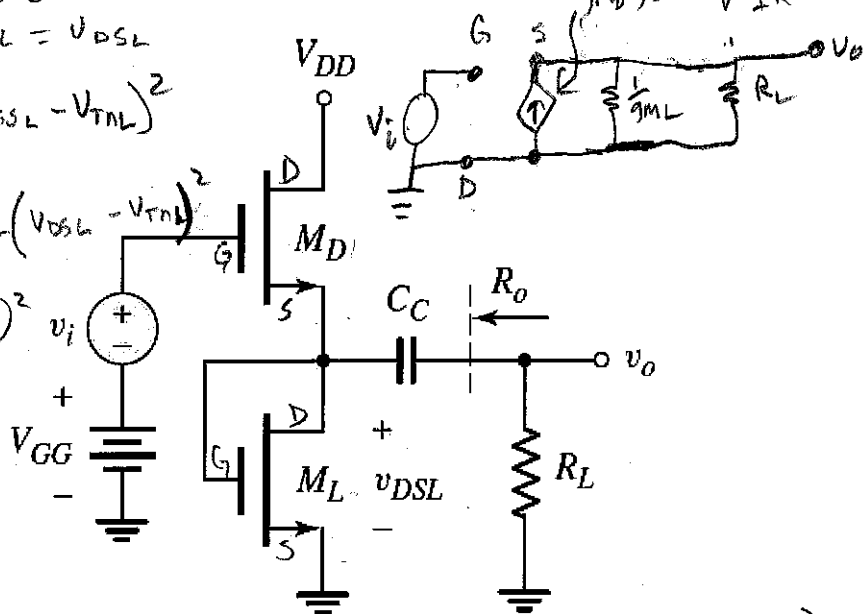 L = VDSL
VDD
G
S
VO
SL - VTNL)²
Vi
1/gmL
RL
D
D
(VDSL - VTNL)²
G
MD
S
CC
Ro
)²
vi
+
−
vo
+
VGG
−
D
+
G
ML
vDSL
RL
−
S